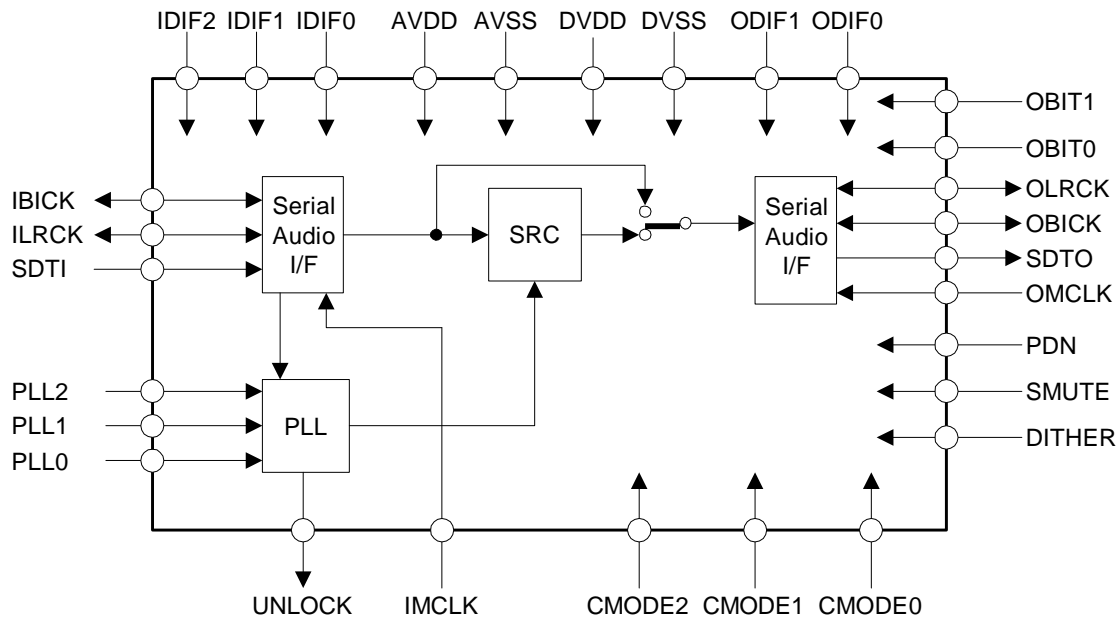 IDIF2 IDIF1 IDIF0 AVDD AVSS DVDD DVSS ODIF1 ODIF0
OBIT1
OBIT0
IBICK
ILRCK
SDTI
Serial
Audio
I/F
SRC
Serial
Audio
I/F
OLRCK
OBICK
SDTO
OMCLK
PDN
SMUTE
DITHER
PLL2
PLL1
PLL0
PLL
UNLOCK IMCLK CMODE2 CMODE1 CMODE0